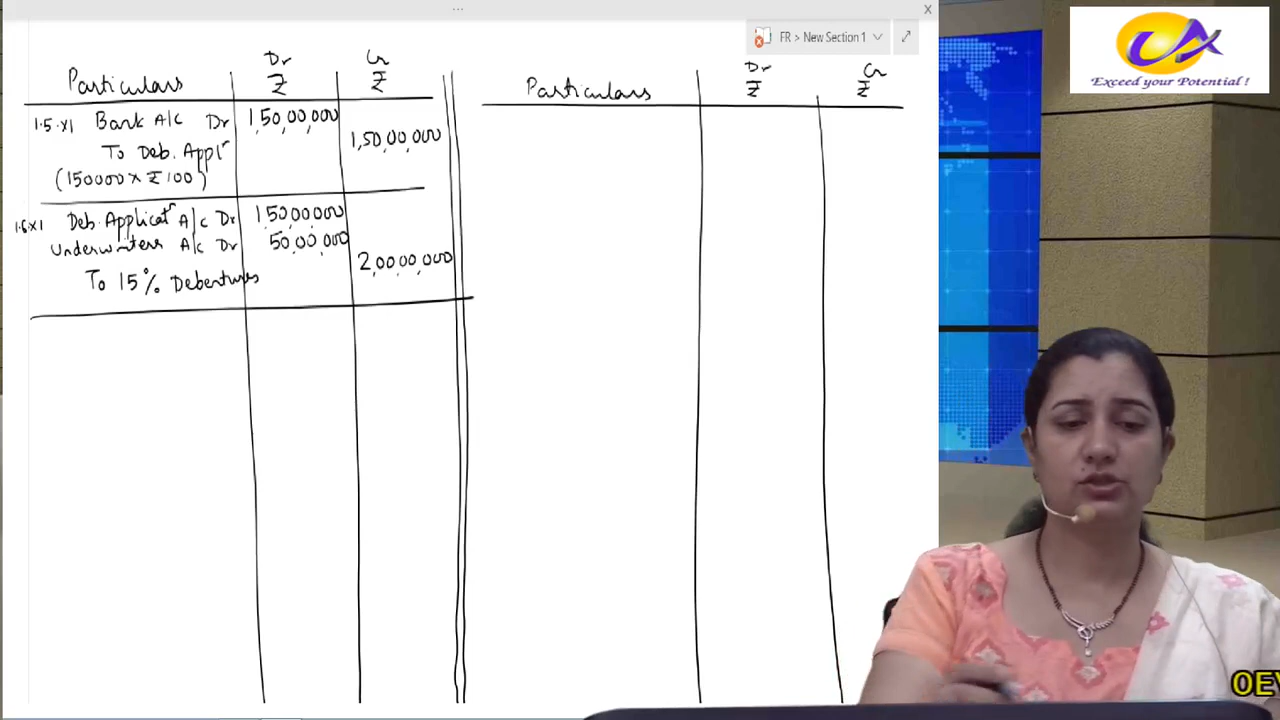 ...
x
FR > New Section 1
Exceed your Potential !
Particulars Dr ₹ Cr ₹
1.5.x1 Bank A/c Dr 1,50,00,000
To Deb. Appln 1,50,00,000
(150000 x ₹100)
1.6.x1 Deb. Applicatn A/c Dr 1,50,00,000
Underwriters A/c Dr 50,00,000
To 15% Debentures 2,00,00,000
Particulars Dr ₹ Cr ₹